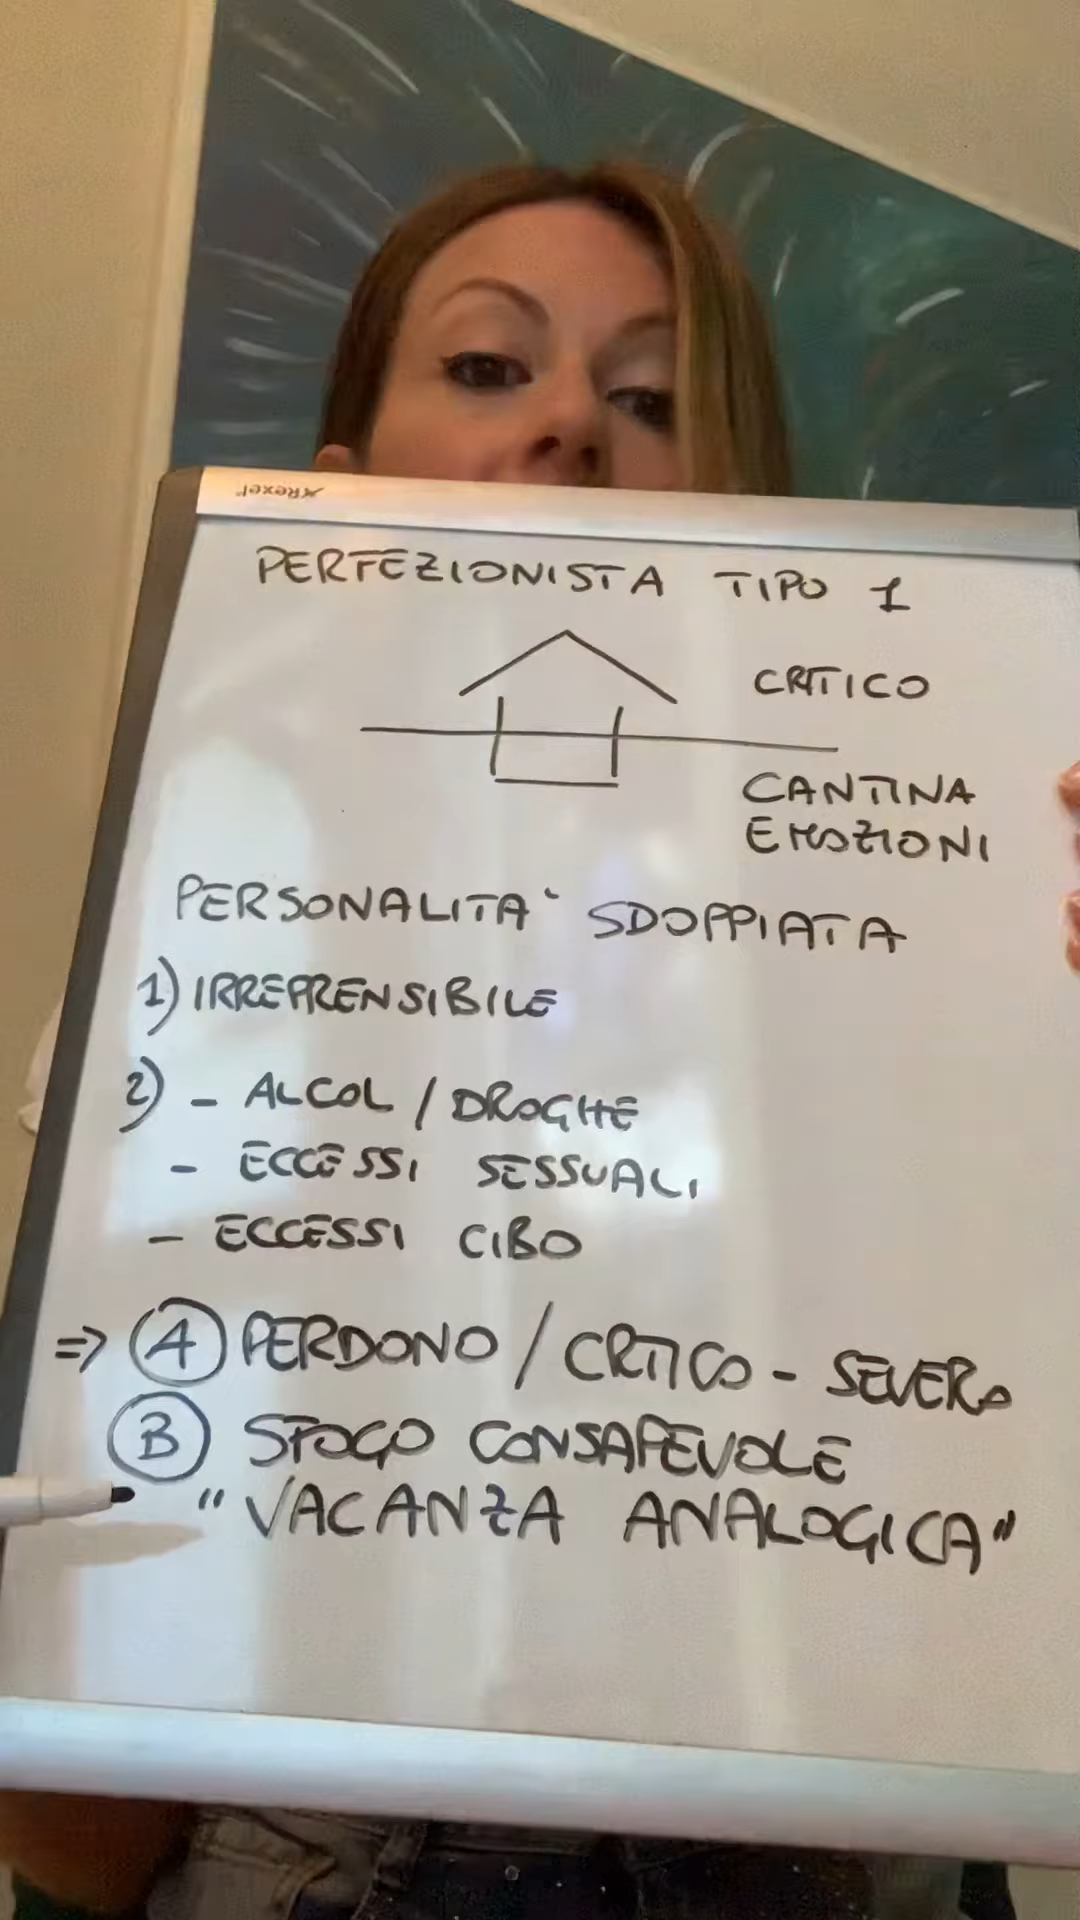 Rexel
PERFEZIONISTA TIPO 1
CRITICO
CANTINA
EMOZIONI
PERSONALITA` SDOPPIATA
1) IRREPRENSIBILE
2) - ALCOL / DROGHE
- ECCESSI SESSUALI
- ECCESSI CIBO
=> A PERDONO / CRITICO - SEVERO
B SFOGO CONSAPEVOLE
"VACANZA ANALOGICA"